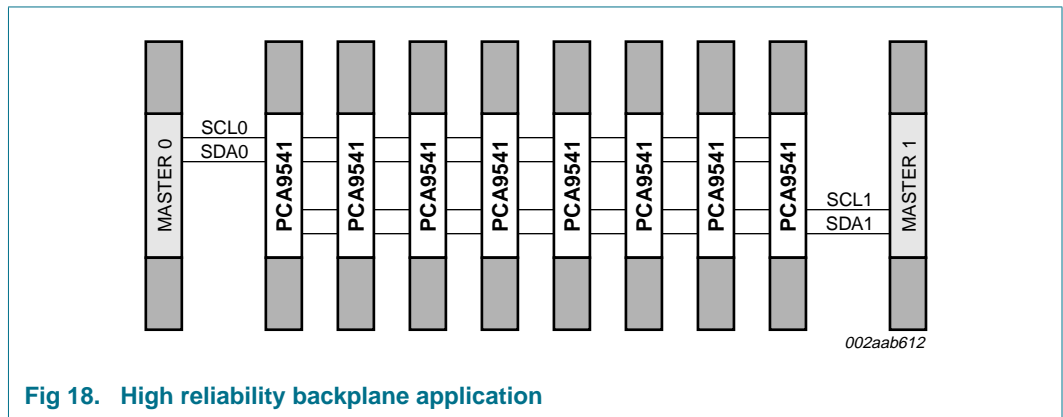 MASTER 0
SCL0
SDA0
PCA9541
PCA9541
PCA9541
PCA9541
PCA9541
PCA9541
PCA9541
PCA9541
SCL1
SDA1
MASTER 1
002aab612
Fig 18. High reliability backplane application